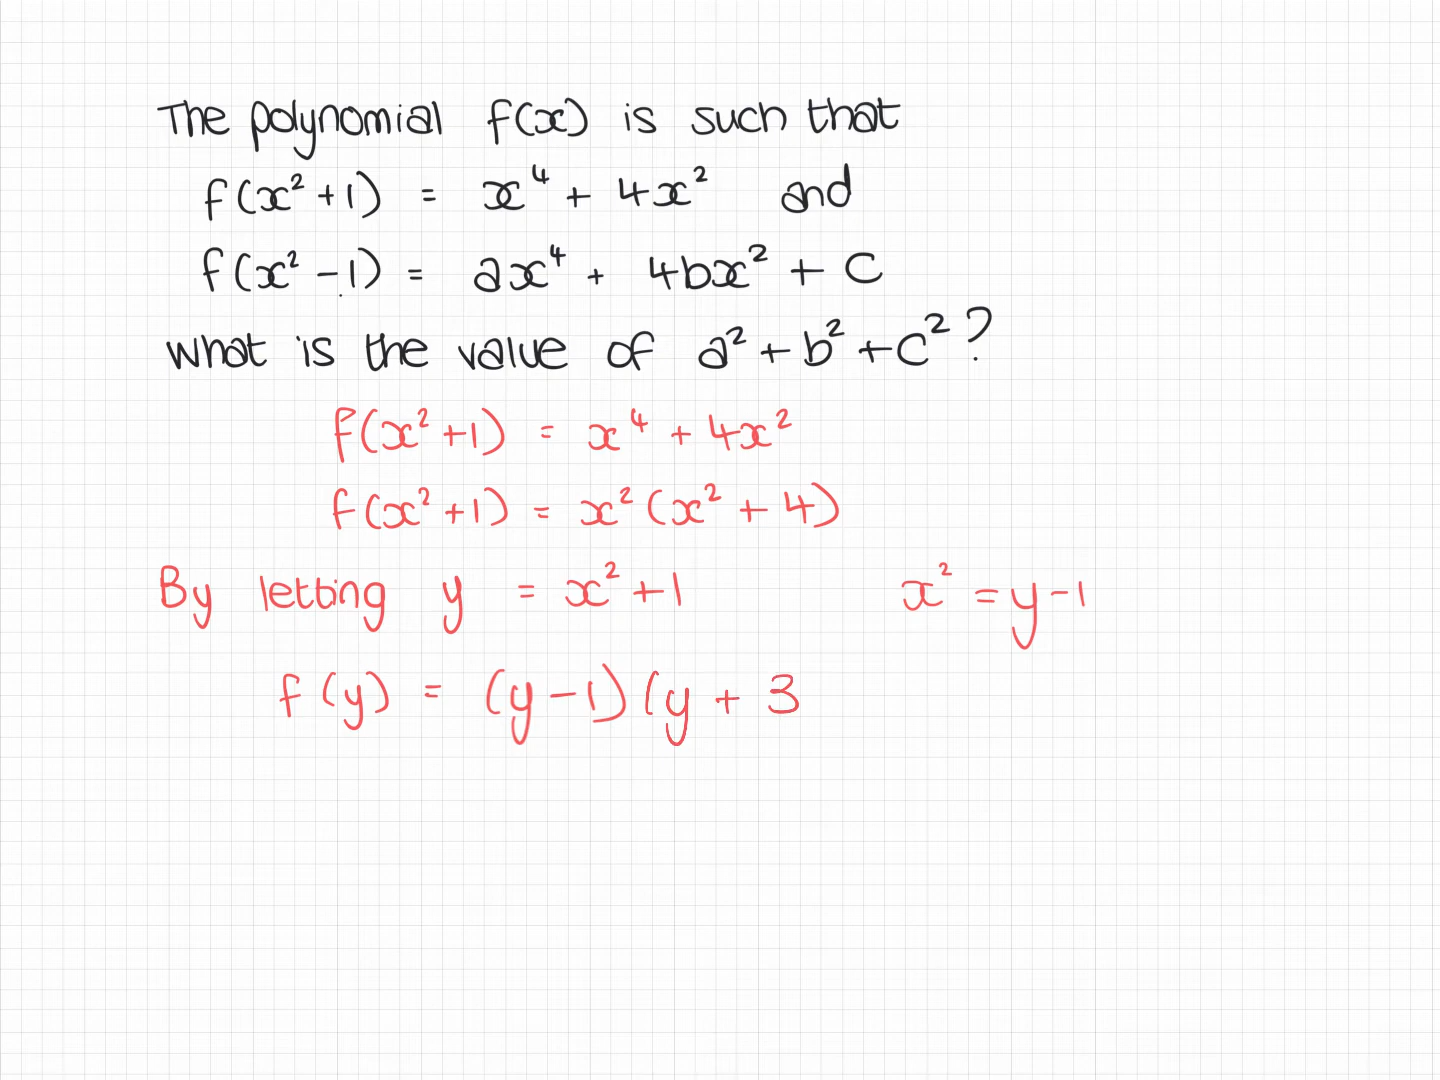 The polynomial f(x) is such that
f(x² + 1) = x⁴ + 4x² and
f(x² - 1) = ax⁴ + 4bx² + c
what is the value of a² + b² + c²?
f(x² + 1) = x⁴ + 4x²
f(x² + 1) = x²(x² + 4)
By letting y = x² + 1 x² = y - 1
f(y) = (y - 1)(y + 3